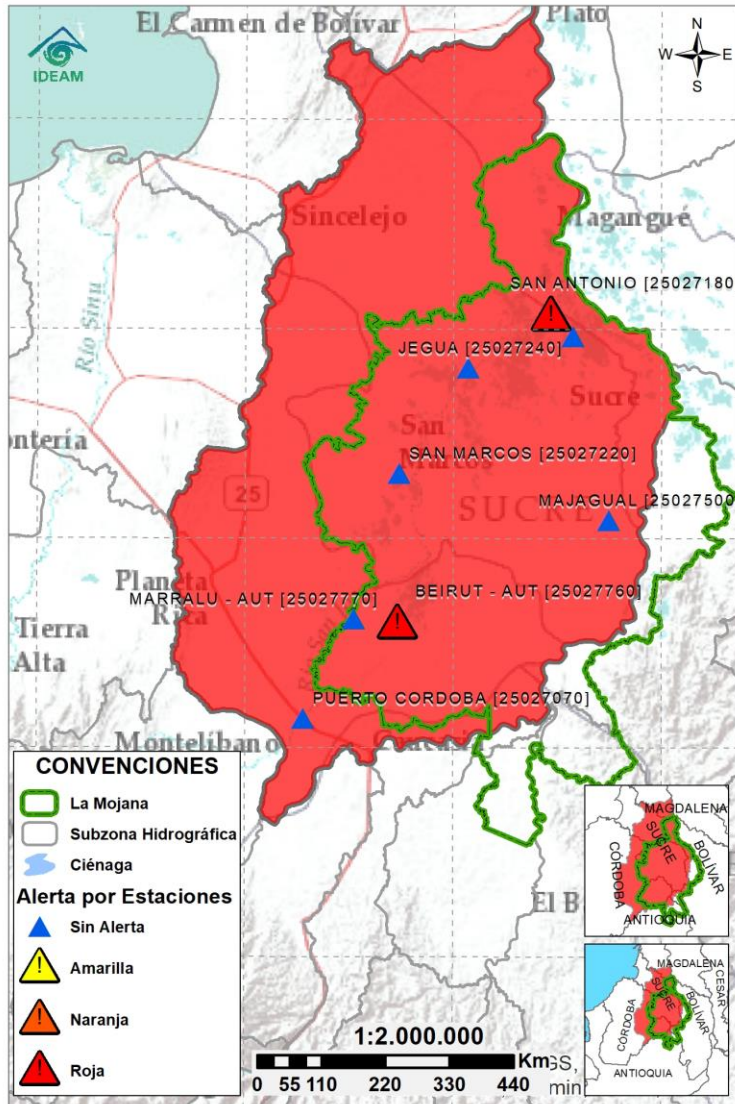 El Carmen de Bolívar
Plato
IDEAM
N
W E
S
Sincelejo
Magangué
Río Sinú
SAN ANTONIO [25027180
JEGUA [25027240]
Sucre
San
Marcos
SAN MARCOS [25027220]
25
SUCRE
MAJAGUAL [25027500
Planeta
Rica
MARRALU - AUT [25027770]
BEIRUT - AUT [25027760]
Tierra
Alta
PUERTO CORDOBA [25027070]
Montelíbano
CONVENCIONES
La Mojana
Subzona Hidrográfica
Ciénaga
Alerta por Estaciones
Sin Alerta
Amarilla
Naranja
Roja
El B
1:2.000.000
Km
0 55 110 220 330 440
MAGDALENA
SUCRE
BOLÍVAR
CÓRDOBA
ANTIOQUIA
MAGDALENA
CESAR
SUCRE
BOLÍVAR
CÓRDOBA
ANTIOQUIA